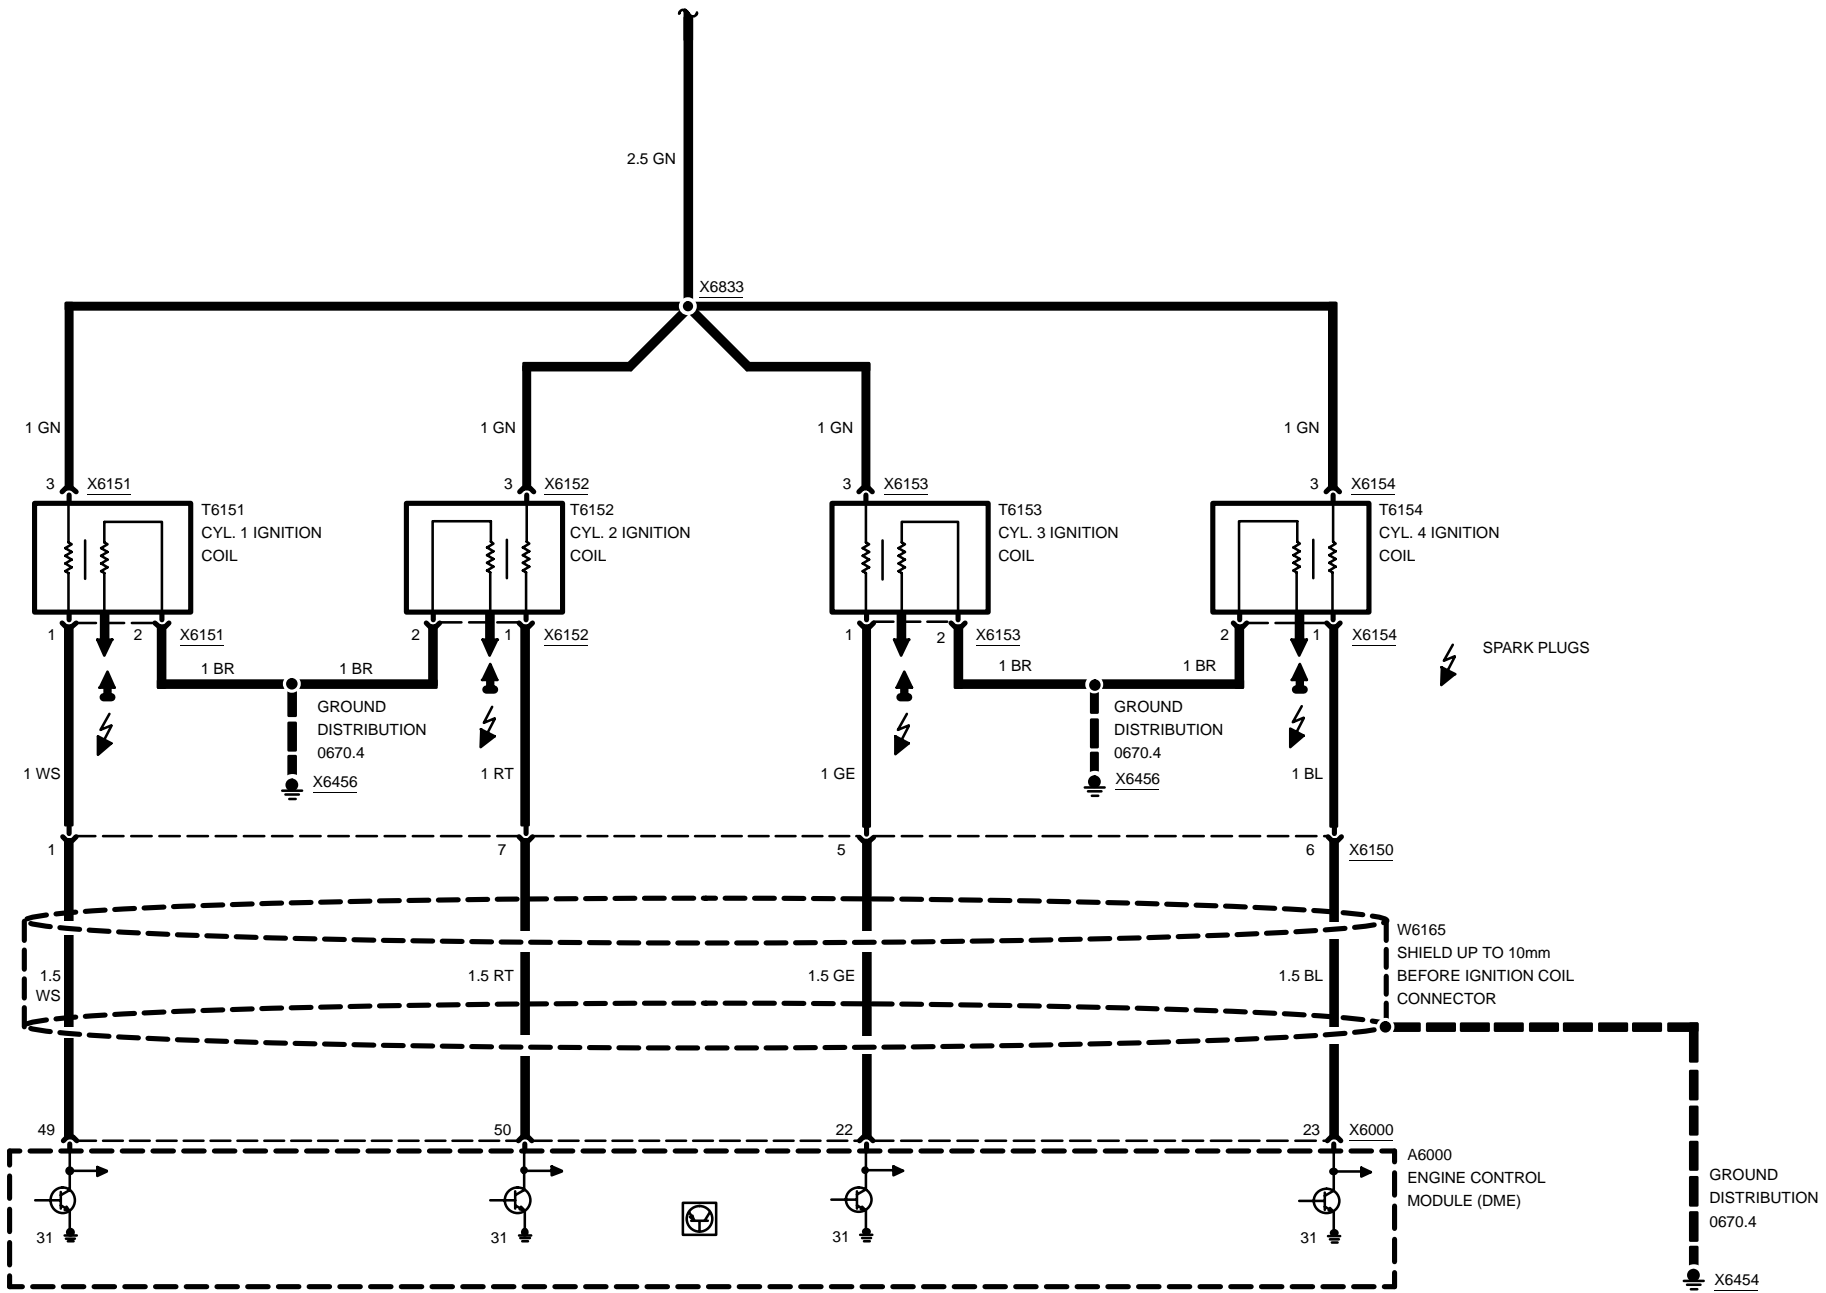 2.5 GN
X6833
1 GN
1 GN
1 GN
1 GN
3
X6151
3
X6152
3
X6153
3
X6154
T6151
CYL. 1 IGNITION
COIL
T6152
CYL. 2 IGNITION
COIL
T6153
CYL. 3 IGNITION
COIL
T6154
CYL. 4 IGNITION
COIL
1
2
X6151
2
1
X6152
1
2
X6153
2
1
X6154
SPARK PLUGS
1 BR
1 BR
1 BR
1 BR
GROUND
DISTRIBUTION
0670.4
X6456
GROUND
DISTRIBUTION
0670.4
X6456
1 WS
1 RT
1 GE
1 BL
1
7
5
6
X6150
W6165
SHIELD UP TO 10mm
BEFORE IGNITION COIL
CONNECTOR
1.5
WS
1.5 RT
1.5 GE
1.5 BL
49
50
22
23
X6000
A6000
ENGINE CONTROL
MODULE (DME)
31
31
31
31
GROUND
DISTRIBUTION
0670.4
X6454